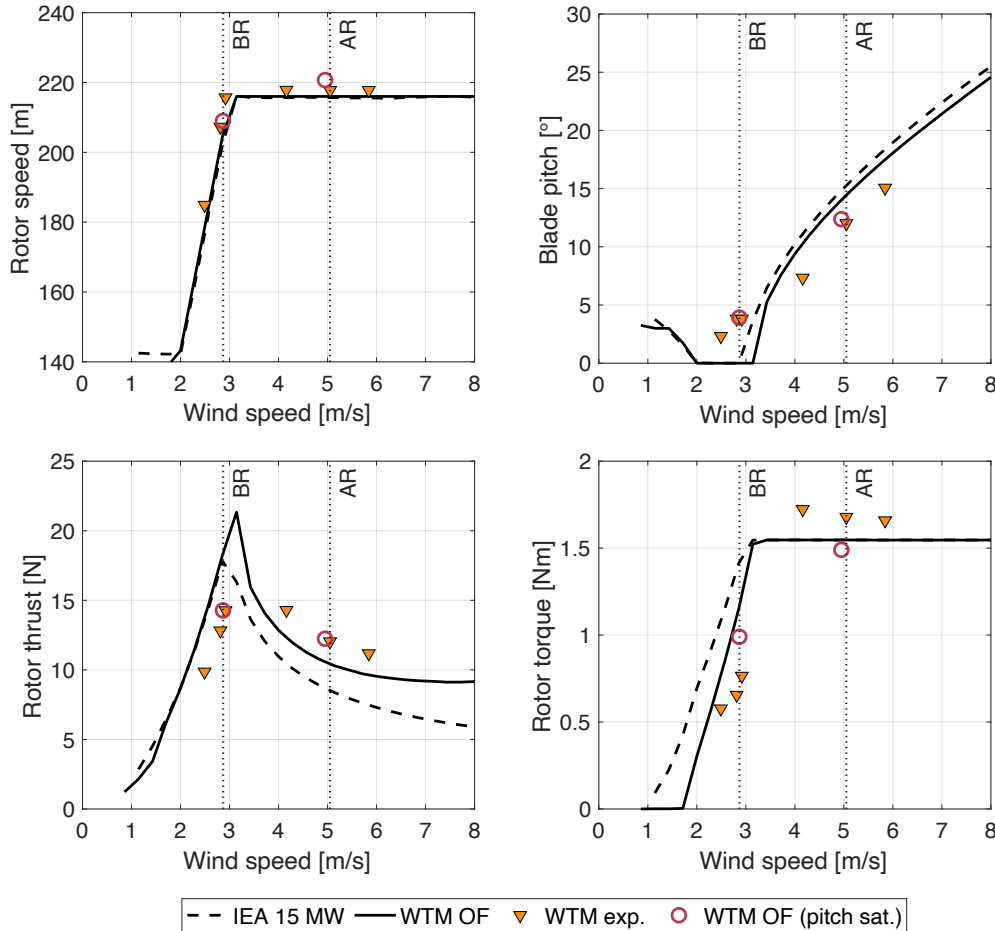 240
220
200
180
160
140
0 1 2 3 4 5 6 7 8
Wind speed [m/s]
Rotor speed [m]
BR
AR
25
20
15
10
5
0
0 1 2 3 4 5 6 7 8
Wind speed [m/s]
Blade pitch [°]
BR
AR
25
20
15
10
5
0
0 1 2 3 4 5 6 7 8
Wind speed [m/s]
Rotor thrust [N]
BR
AR
2
1.5
1
0.5
0
0 1 2 3 4 5 6 7 8
Wind speed [m/s]
Rotor torque [Nm]
BR
AR
IEA 15 MW WTM OF WTM exp. WTM OF (pitch sat.)